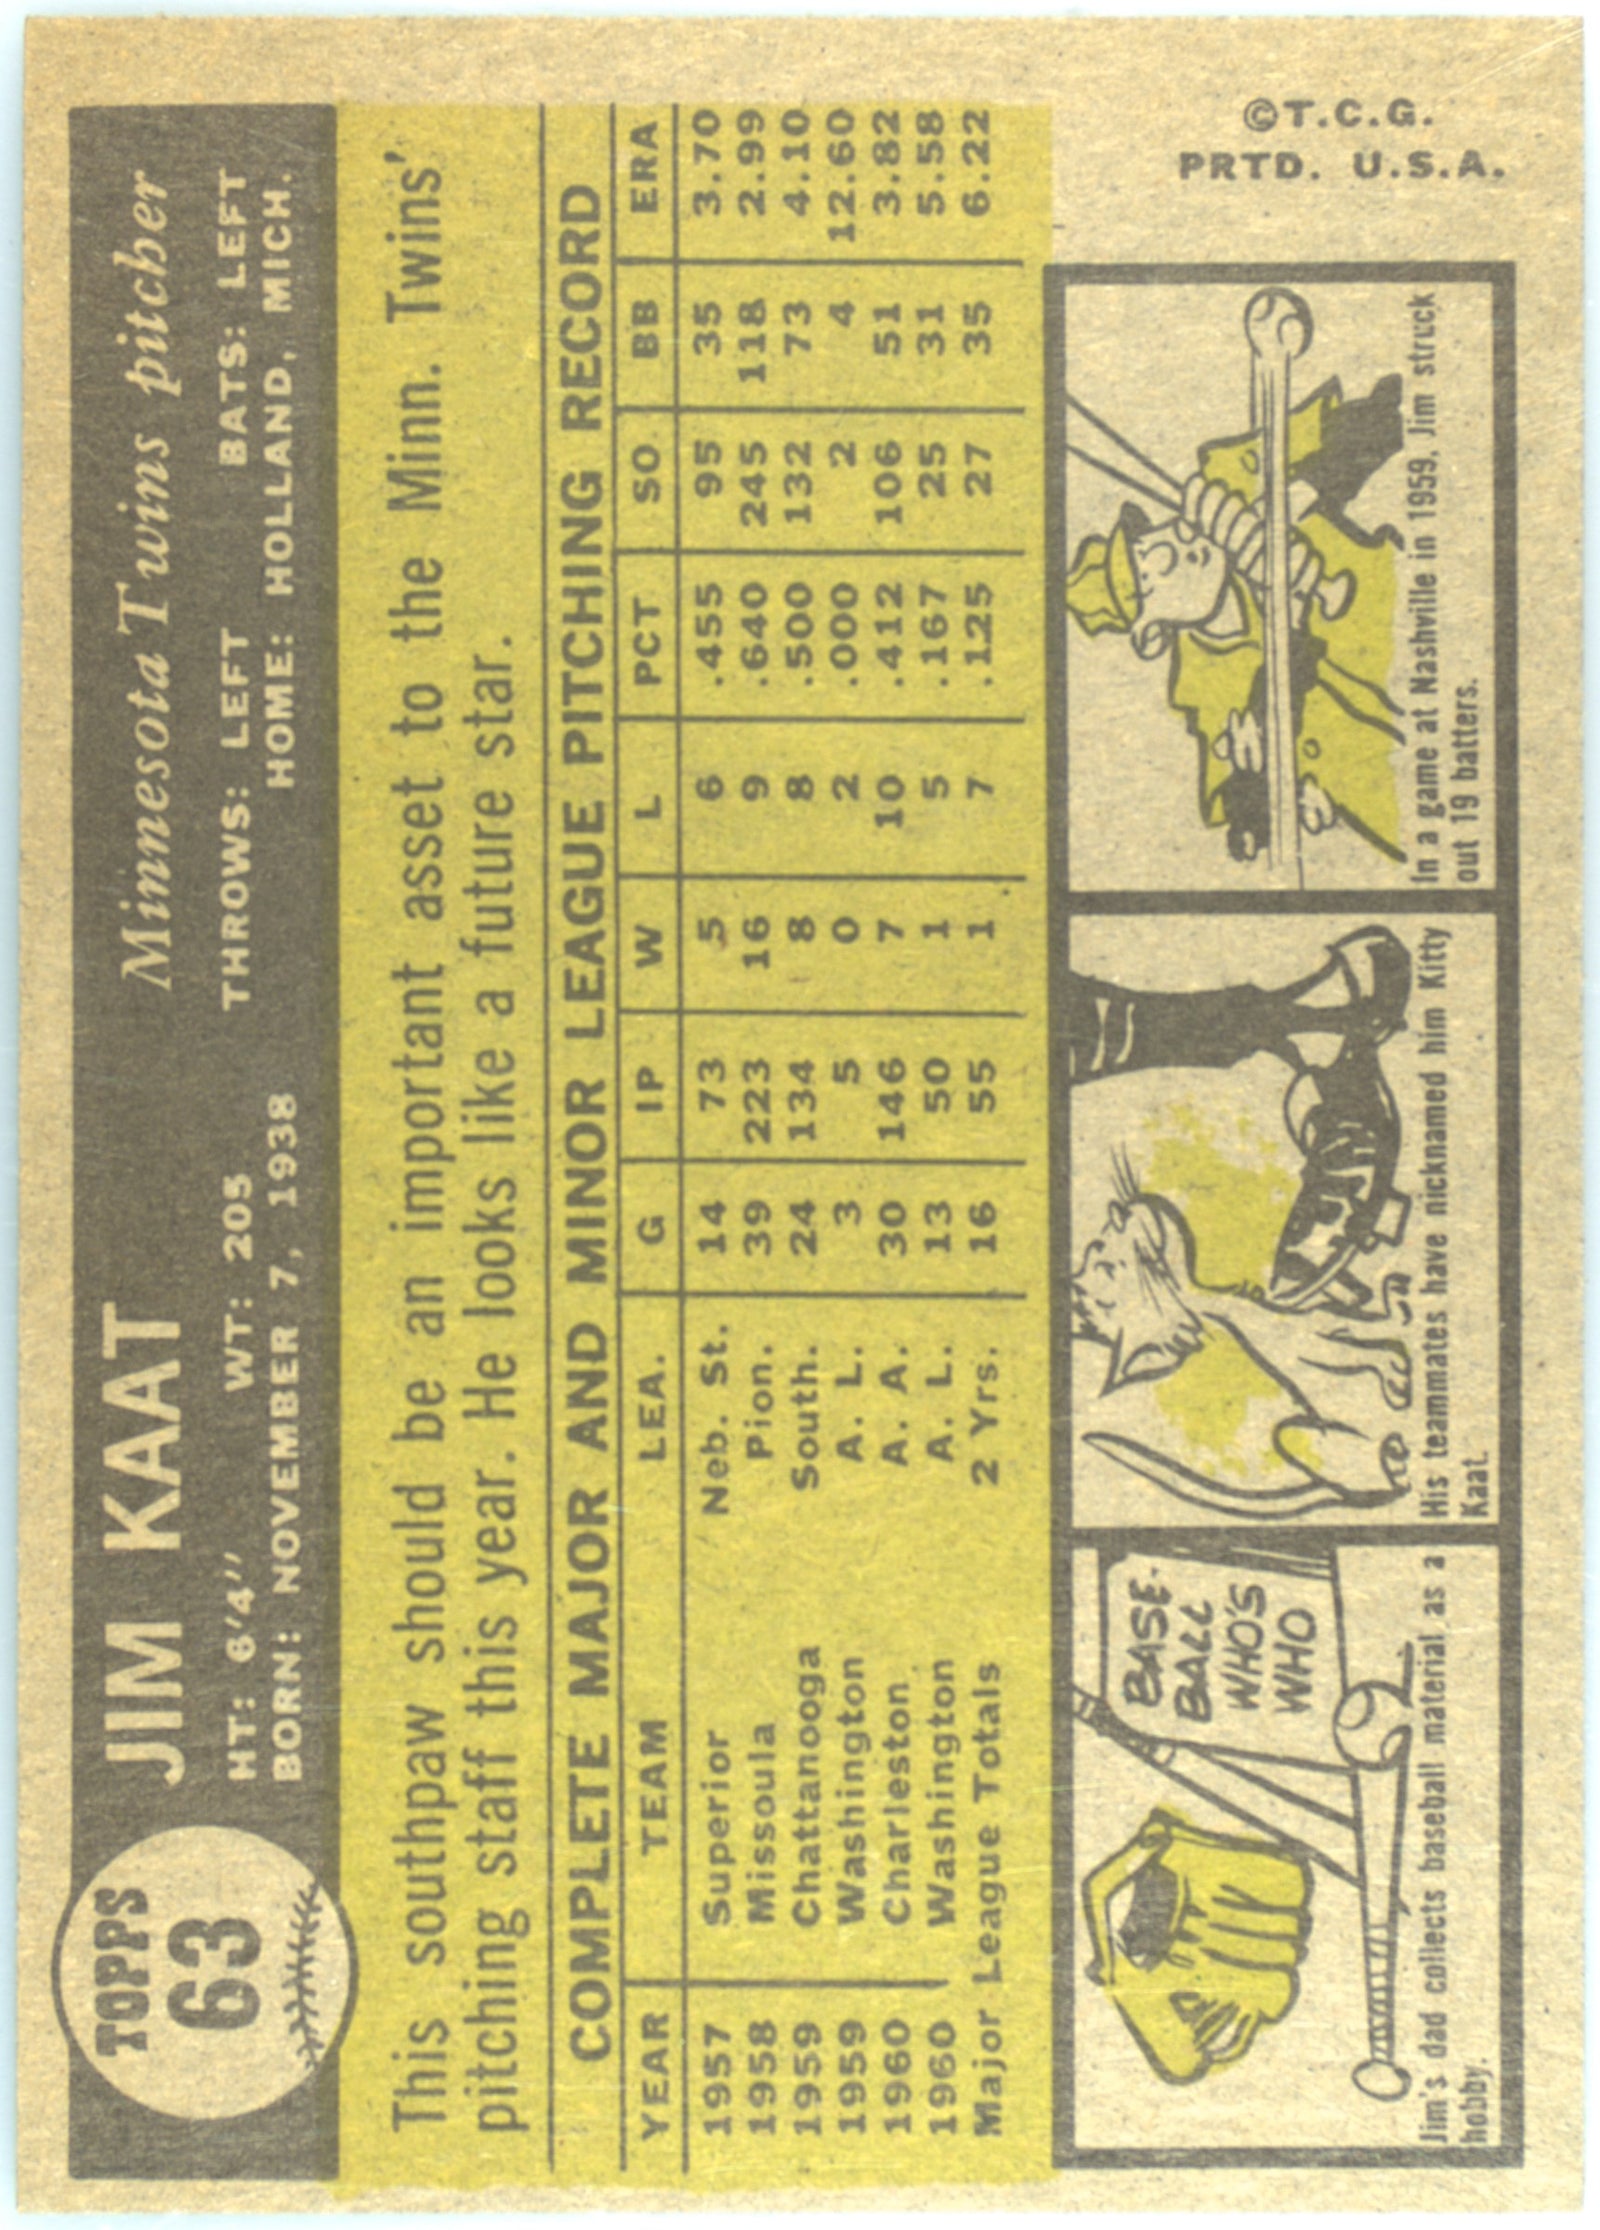 TOPPS
63
JIM KAAT
Minnesota Twins pitcher
HT: 6'4" WT: 205 THROWS: LEFT BATS: LEFT
BORN: NOVEMBER 7, 1938 HOME: HOLLAND, MICH.
This southpaw should be an important asset to the Minn. Twins'
pitching staff this year. He looks like a future star.
COMPLETE MAJOR AND MINOR LEAGUE PITCHING RECORD
YEAR TEAM LEA. G IP W L PCT SO BB ERA
1957 Superior Neb. St. 14 73 5 6 .455 95 35 3.70
1958 Missoula Pion. 39 223 16 9 .640 245 118 2.99
1959 Chattanooga South. 24 134 8 8 .500 132 73 4.10
1959 Washington A. L. 3 5 0 2 .000 2 4 12.60
1960 Charleston A. A. 30 146 7 10 .412 106 51 3.82
1960 Washington A. L. 13 50 1 5 .167 25 31 5.58
Major League Totals 2 Yrs. 16 55 1 7 .125 27 35 6.22
BASE-
BALL
WHO'S
WHO
Jim's dad collects baseball material as a
hobby.
His teammates have nicknamed him Kitty
Kaat.
In a game at Nashville in 1959, Jim struck
out 19 batters.
©T.C.G.
PRTD. U.S.A.